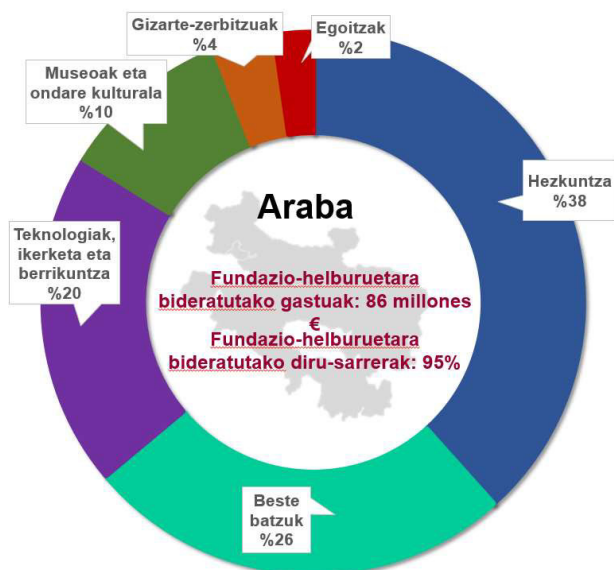 Gizarte-zerbitzuak
%4
Egoitzak
%2
Museoak eta
ondare kulturala
%10
Hezkuntza
%38
Teknologiak,
ikerketa eta
berrikuntza
%20
Araba
Fundazio-helburuetara
bideratutako gastuak: 86 millones
€
Fundazio-helburuetara
bideratutako diru-sarrerak: 95%
Beste
batzuk
%26